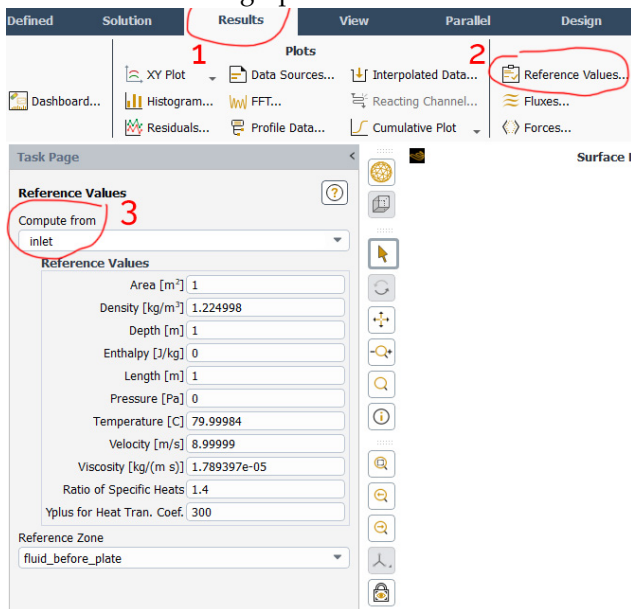 Defined Solution Results View Parallel Design
1 Plots 2
XY Plot Data Sources... Interpolated Data... Reference Values...
Dashboard... Histogram... FFT... Reacting Channel... Fluxes...
Residuals... Profile Data... Cumulative Plot Forces...
Task Page <
Surface
Reference Values ?
Compute from 3
inlet
Reference Values
Area [m²] 1
Density [kg/m³] 1.224998
Depth [m] 1
Enthalpy [J/kg] 0
Length [m] 1
Pressure [Pa] 0
Temperature [C] 79.99984
Velocity [m/s] 8.99999
Viscosity [kg/(m s)] 1.789397e-05
Ratio of Specific Heats 1.4
Yplus for Heat Tran. Coef. 300
Reference Zone
fluid_before_plate